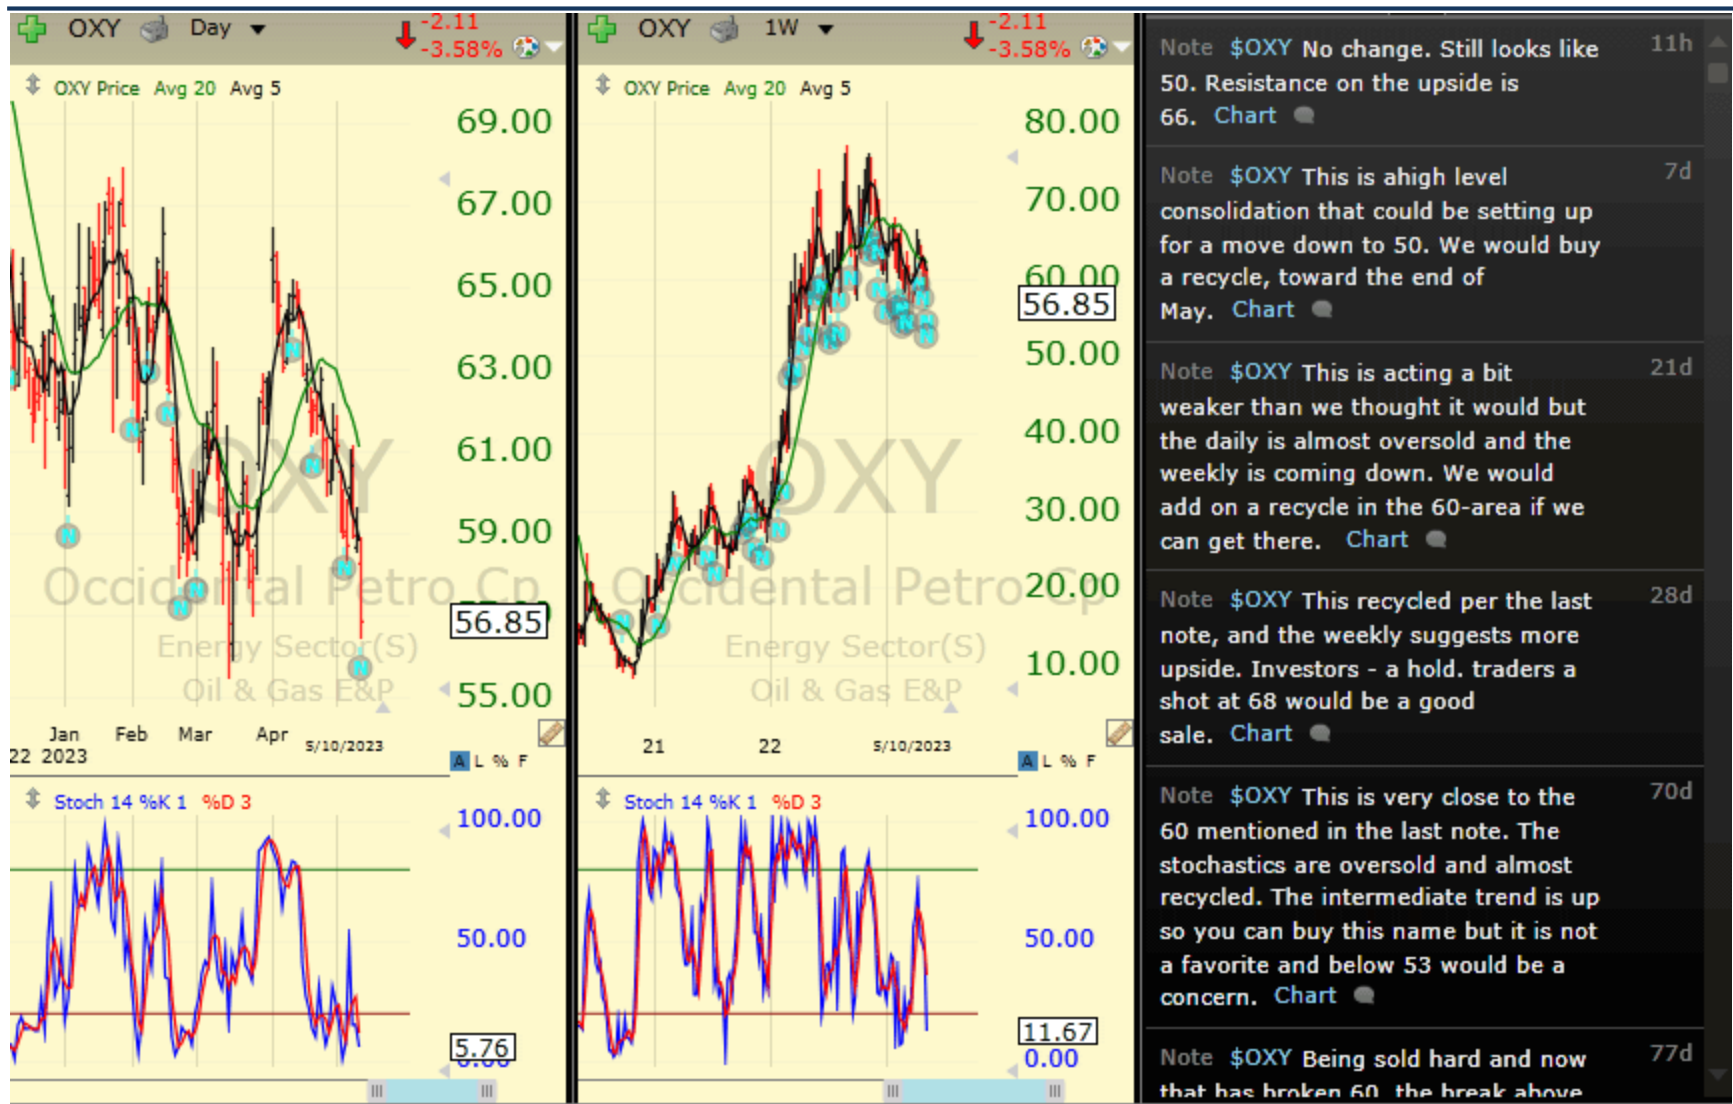 OXY Day -2.11
-3.58%
OXY Price Avg 20 Avg 5
69.00
67.00
65.00
63.00
61.00
59.00
56.85
55.00
OXY
Occidental Petro Cp
Energy Sector(S)
Oil & Gas E&P
Jan Feb Mar Apr 5/10/2023
22 2023
A L % F
Stoch 14 %K 1 %D 3
100.00
50.00
5.76
0.00
OXY 1W -2.11
-3.58%
OXY Price Avg 20 Avg 5
80.00
70.00
60.00
56.85
50.00
40.00
30.00
20.00
10.00
OXY
Occidental Petro Cp
Energy Sector(S)
Oil & Gas E&P
21 22 5/10/2023
A L % F
Stoch 14 %K 1 %D 3
100.00
50.00
11.67
0.00
Note $OXY No change. Still looks like 11h
50. Resistance on the upside is
66. Chart
Note $OXY This is ahigh level 7d
consolidation that could be setting up
for a move down to 50. We would buy
a recycle, toward the end of
May. Chart
Note $OXY This is acting a bit 21d
weaker than we thought it would but
the daily is almost oversold and the
weekly is coming down. We would
add on a recycle in the 60-area if we
can get there. Chart
Note $OXY This recycled per the last 28d
note, and the weekly suggests more
upside. Investors - a hold. traders a
shot at 68 would be a good
sale. Chart
Note $OXY This is very close to the 70d
60 mentioned in the last note. The
stochastics are oversold and almost
recycled. The intermediate trend is up
so you can buy this name but it is not
a favorite and below 53 would be a
concern. Chart
Note $OXY Being sold hard and now 77d
that has broken 60, the break above